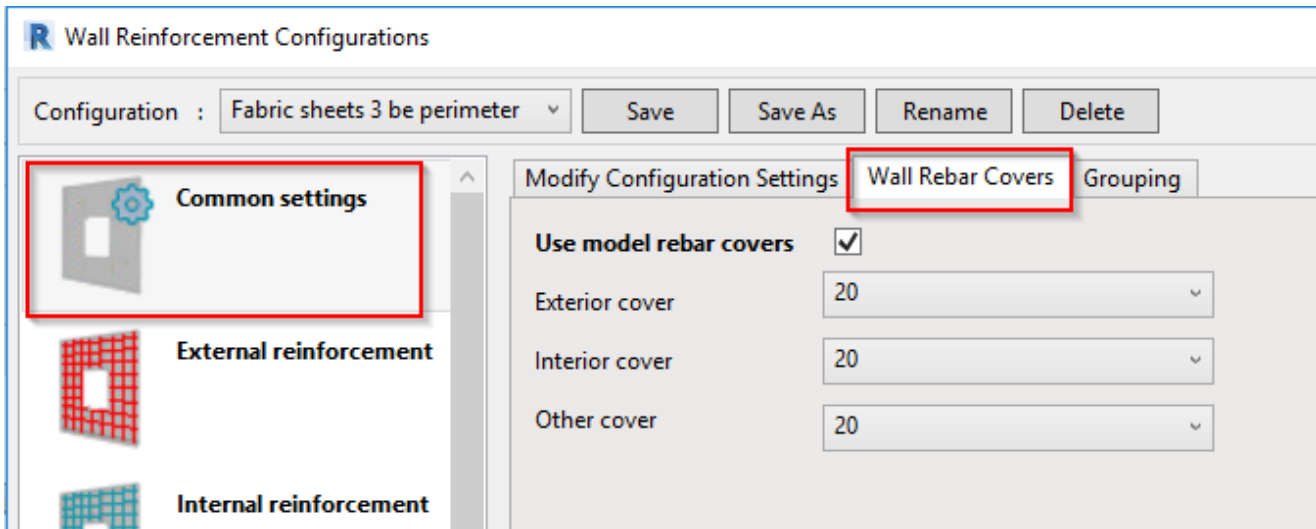 Wall Reinforcement Configurations
Configuration : Fabric sheets 3 be perimeter Save Save As Rename Delete
Common settings
External reinforcement
Internal reinforcement
Modify Configuration Settings Wall Rebar Covers Grouping
Use model rebar covers
Exterior cover 20
Interior cover 20
Other cover 20